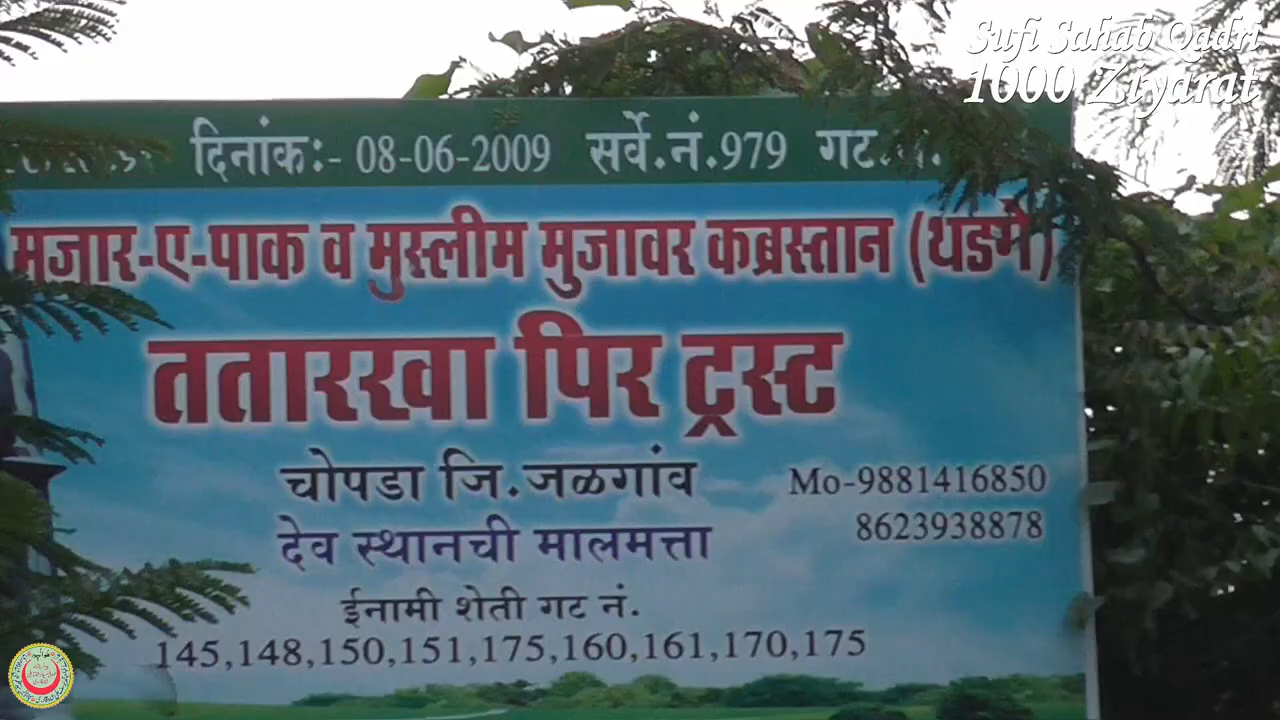 Sufi Sahab Qadri
1000 Ziyarat
दिनांक:- 08-06-2009 सर्वे.नं.979 गट.
मजार-ए-पाक व मुस्लीम मुजावर कब्रस्तान (थडगे)
ततारखा पिर ट्रस्ट
चोपडा जि.जळगांव
Mo-9881416850
8623938878
देव स्थानची मालमत्ता
ईनामी शेती गट नं.
145,148,150,151,175,160,161,170,175